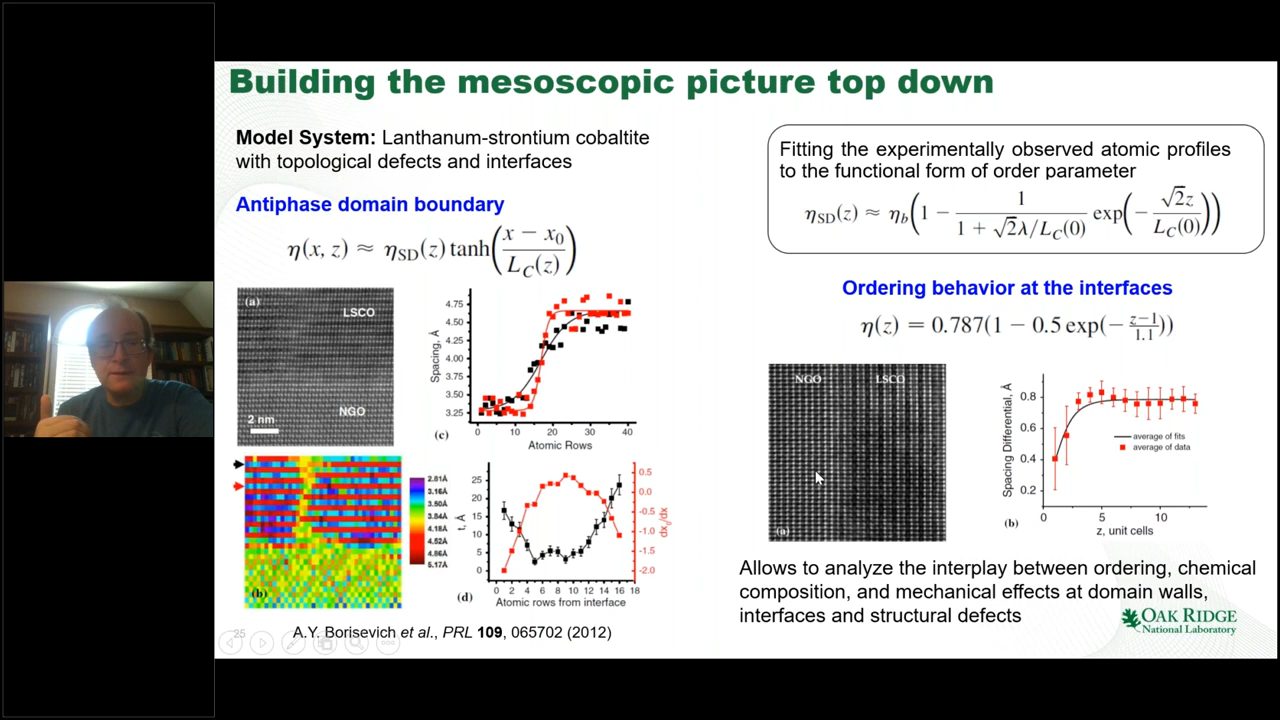 Building the mesoscopic picture top down
Model System: Lanthanum-strontium cobaltite
with topological defects and interfaces
Antiphase domain boundary
η(x, z) ≈ η_SD(z) tanh((x − x₀)/L_C(z))
(a)
LSCO
NGO
2 nm
Spacing, Å
4.75
4.50
4.25
4.00
3.75
3.50
3.25
0 10 20 30 40
Atomic Rows
(c)
2.81Å
3.16Å
3.50Å
3.84Å
4.18Å
4.52Å
4.86Å
5.17Å
(b)
t, Å
25
20
15
10
5
0
0.5
0.0
-0.5
-1.0
-1.5
-2.0
dx₀/dx
0 2 4 6 8 10 12 14 16 18
Atomic rows from interface
(d)
25
A.Y. Borisevich et al., PRL 109, 065702 (2012)
Fitting the experimentally observed atomic profiles
to the functional form of order parameter
η_SD(z) ≈ η_b(1 − 1/(1 + √2λ/L_C(0)) exp(−√2z/L_C(0)))
Ordering behavior at the interfaces
η(z) = 0.787(1 − 0.5 exp(−(z−1)/1.1))
NGO
LSCO
(a)
Spacing Differential, Å
0.8
0.6
0.4
0.2
average of fits
average of data
0 5 10
z, unit cells
(b)
Allows to analyze the interplay between ordering, chemical
composition, and mechanical effects at domain walls,
interfaces and structural defects
OAK RIDGE
National Laboratory